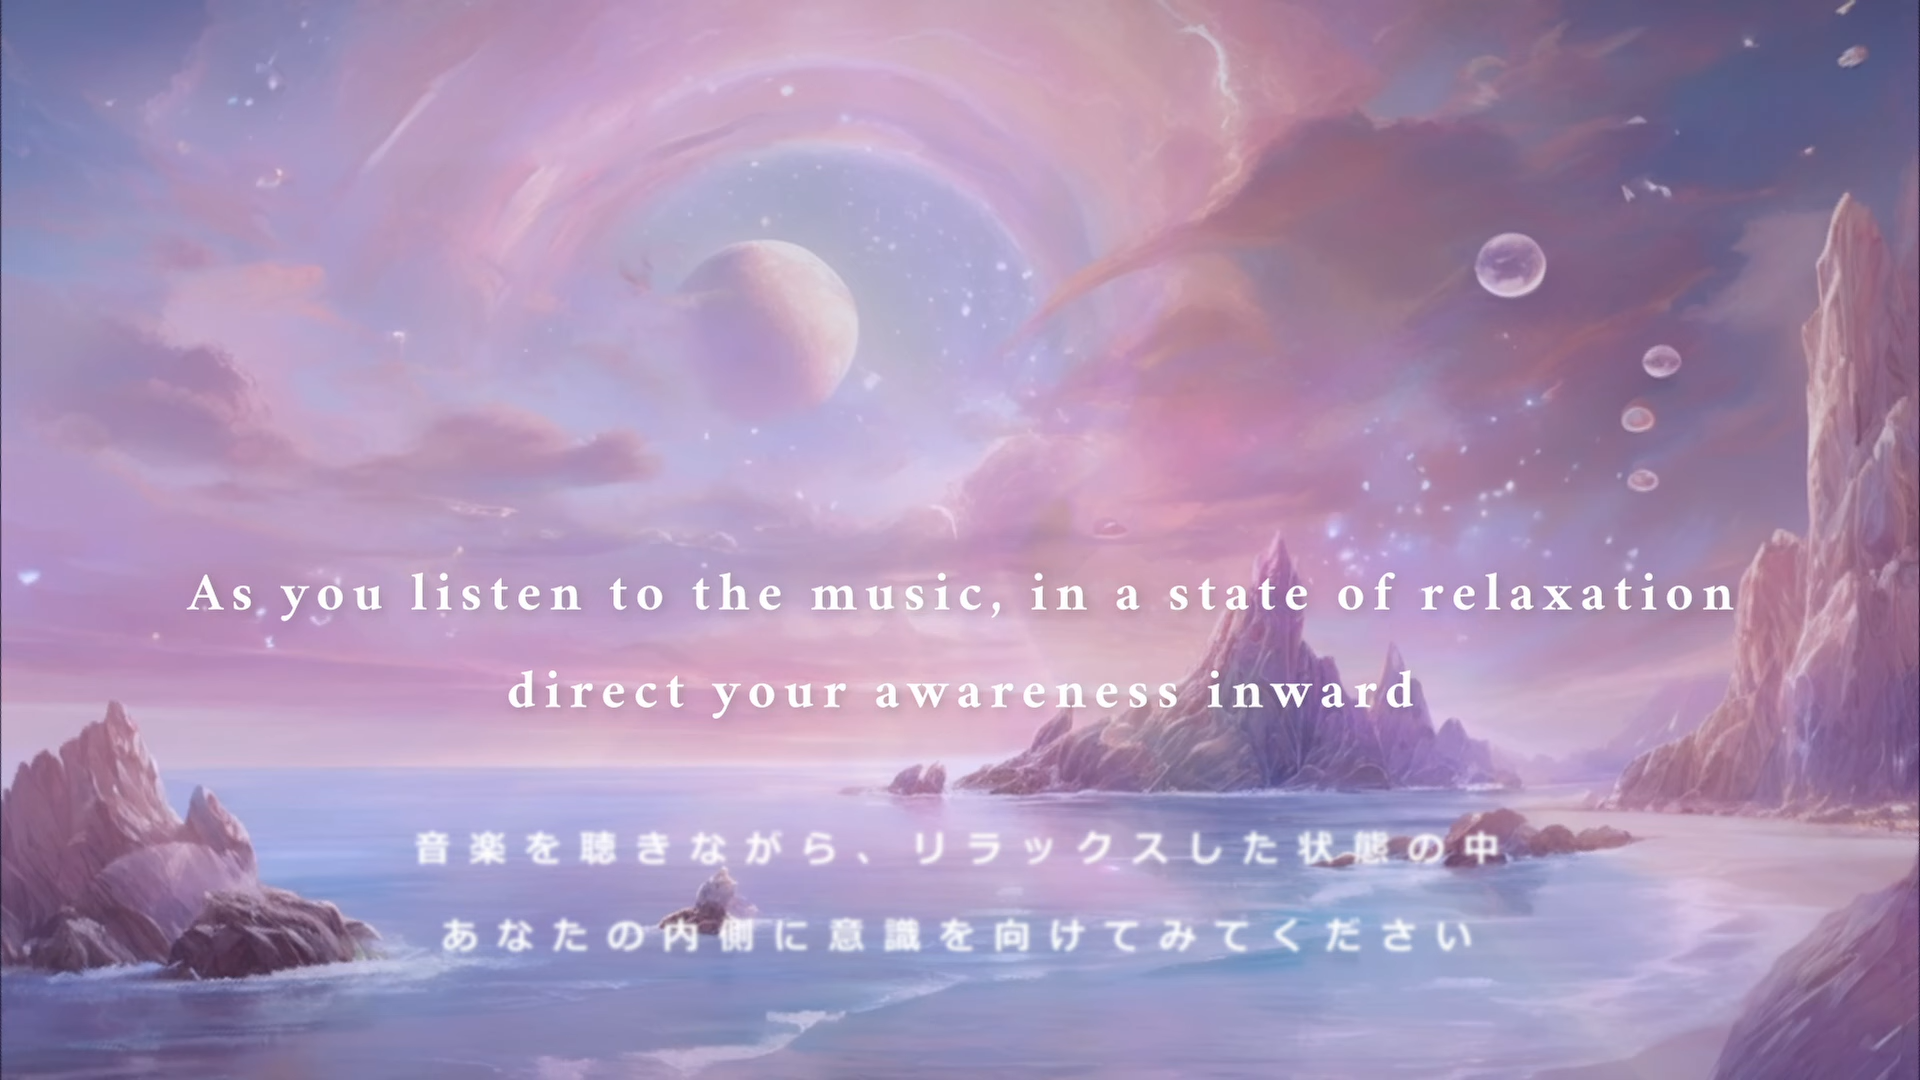 As you listen to the music, in a state of relaxation
direct your awareness inward
音楽を聴きながら、リラックスした状態の中
あなたの内側に意識を向けてみてください